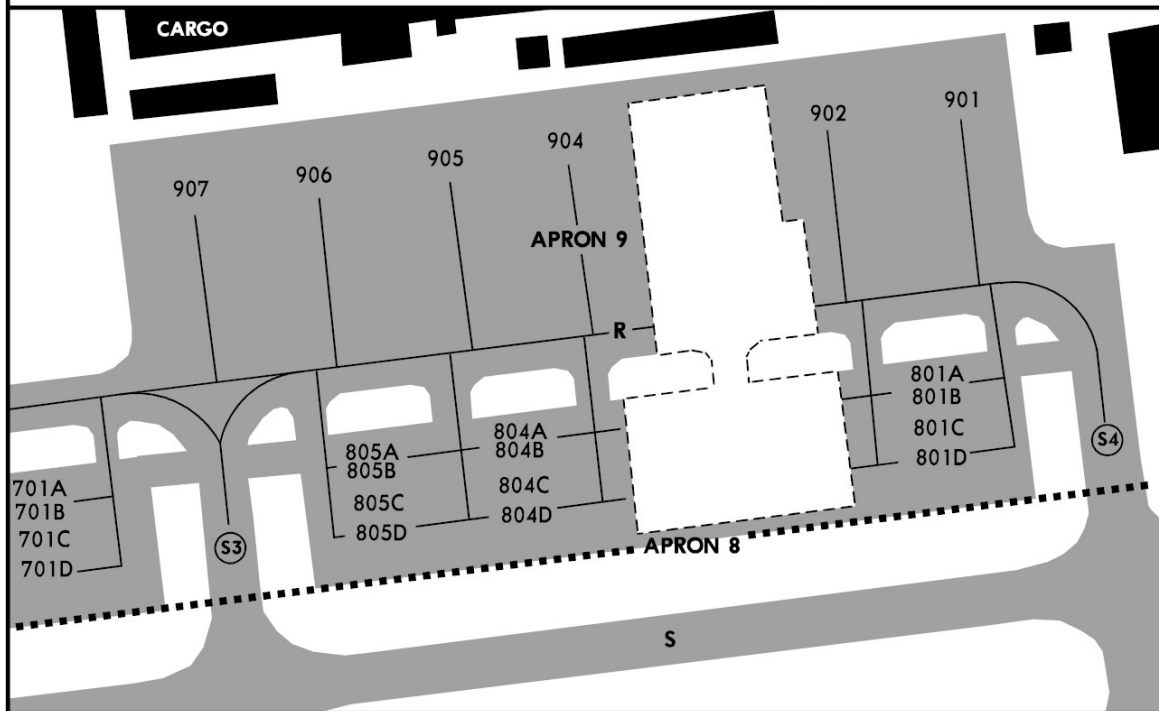 CARGO
901
902
904
905
906
907
APRON 9
R
801A
801B
801C
801D
804A
804B
804C
804D
805A
805B
805C
805D
701A
701B
701C
701D
S4
S3
APRON 8
S